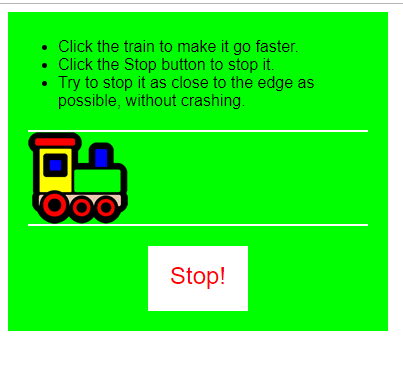 Click the train to make it go faster.
Click the Stop button to stop it.
Try to stop it as close to the edge as
possible, without crashing.
Stop!